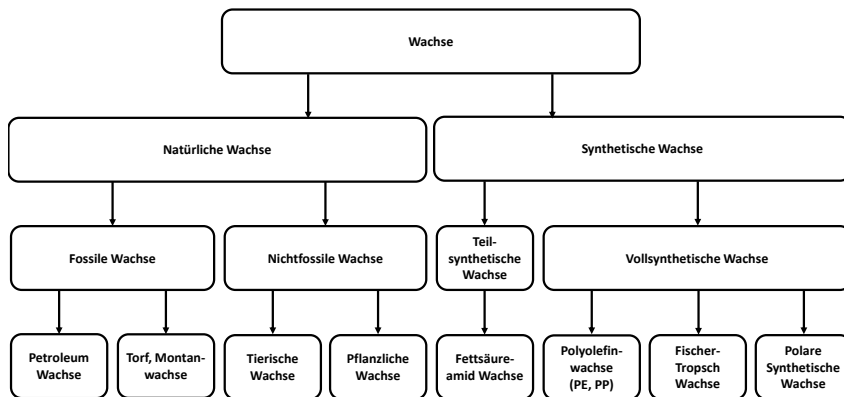 Wachse
Natürliche Wachse
Synthetische Wachse
Fossile Wachse
Nichtfossile Wachse
Teil-
synthetische
Wachse
Vollsynthetische Wachse
Petroleum
Wachse
Torf, Montan-
wachse
Tierische
Wachse
Pflanzliche
Wachse
Fettsäure-
amid Wachse
Polyolefin-
wachse
(PE, PP)
Fischer-
Tropsch
Wachse
Polare
Synthetische
Wachse